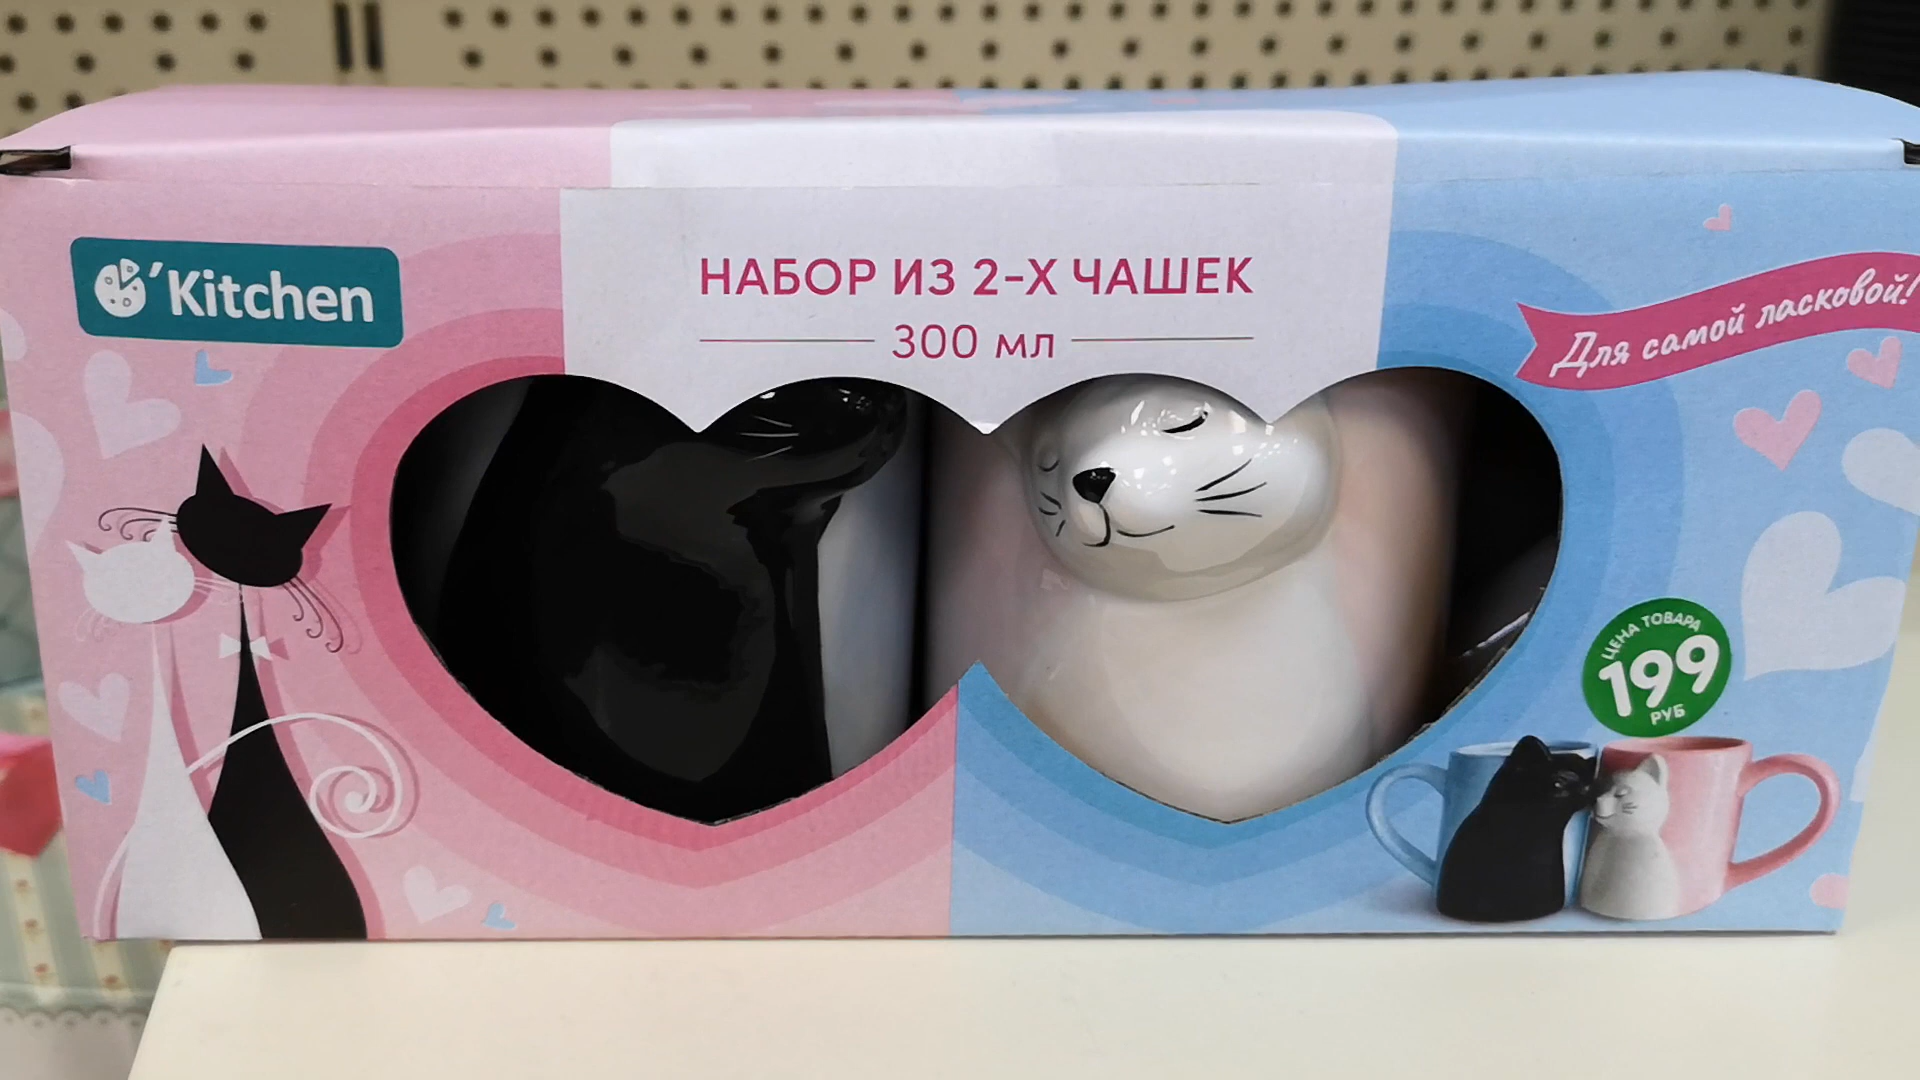 'Kitchen
НАБОР ИЗ 2-Х ЧАШЕК
300 мл
Для самой ласковой!
ЦЕНА ТОВАРА
199
РУБ